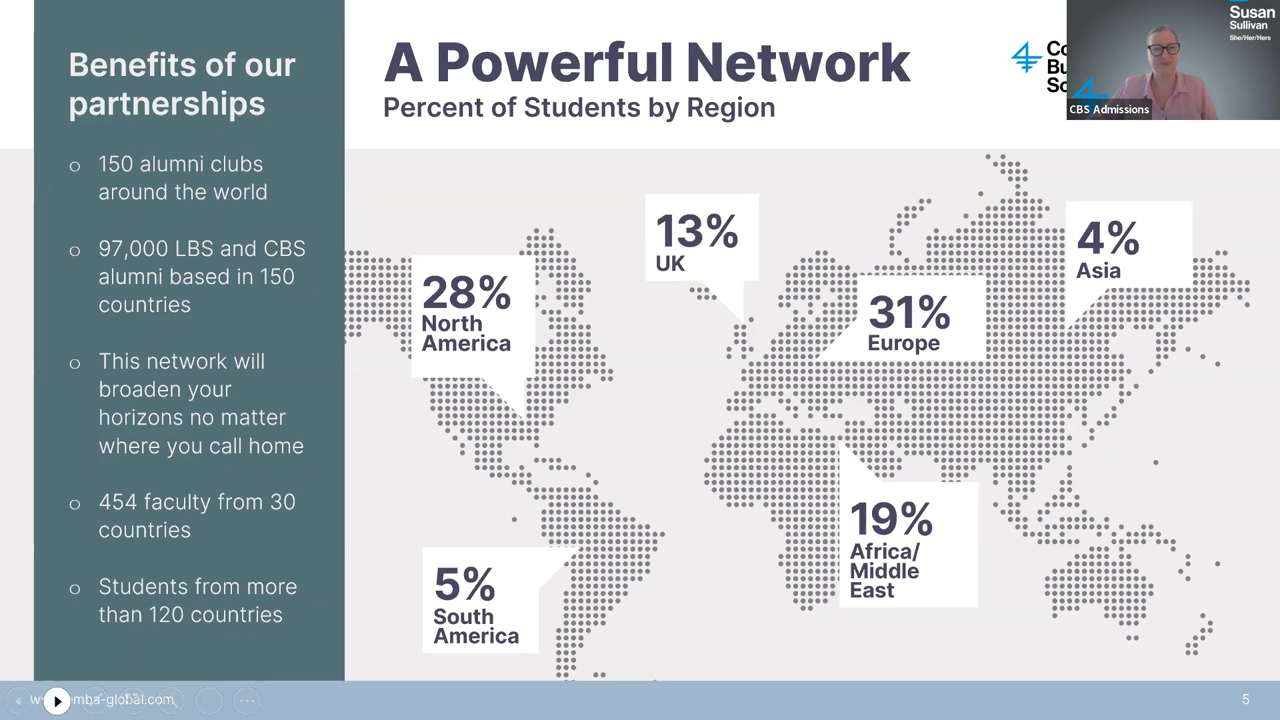 Benefits of our
partnerships
o 150 alumni clubs
around the world
o 97,000 LBS and CBS
alumni based in 150
countries
o This network will
broaden your
horizons no matter
where you call home
o 454 faculty from 30
countries
o Students from more
than 120 countries
A Powerful Network
Percent of Students by Region
Co
Bu
Sc
Susan
Sullivan
She/Her/Hers
CBS Admissions
28%
North
America
13%
UK
31%
Europe
4%
Asia
19%
Africa/
Middle
East
5%
South
America
emba-global.com
5